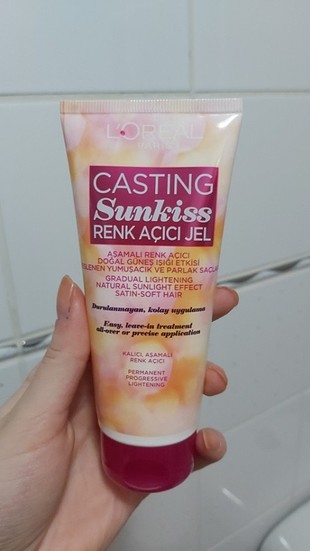 L'ORÉAL
CASTING
Sunkiss
RENK AÇICI JEL
AŞAMALI RENK AÇICI
DOĞAL GÜNEŞ IŞIĞI ETKİSİ
YUMUŞACIK VE PARLAK
GRADUAL LIGHTENING
NATURAL SUNLIGHT EFFECT
SATIN-SOFT HAIR
Durulanmayan, kolay uygulama
Easy, leave-in treatment
all-over or precise application
KALICI, AŞAMALI
RENK AÇICI
PERMANENT
PROGRESSIVE
LIGHTENING